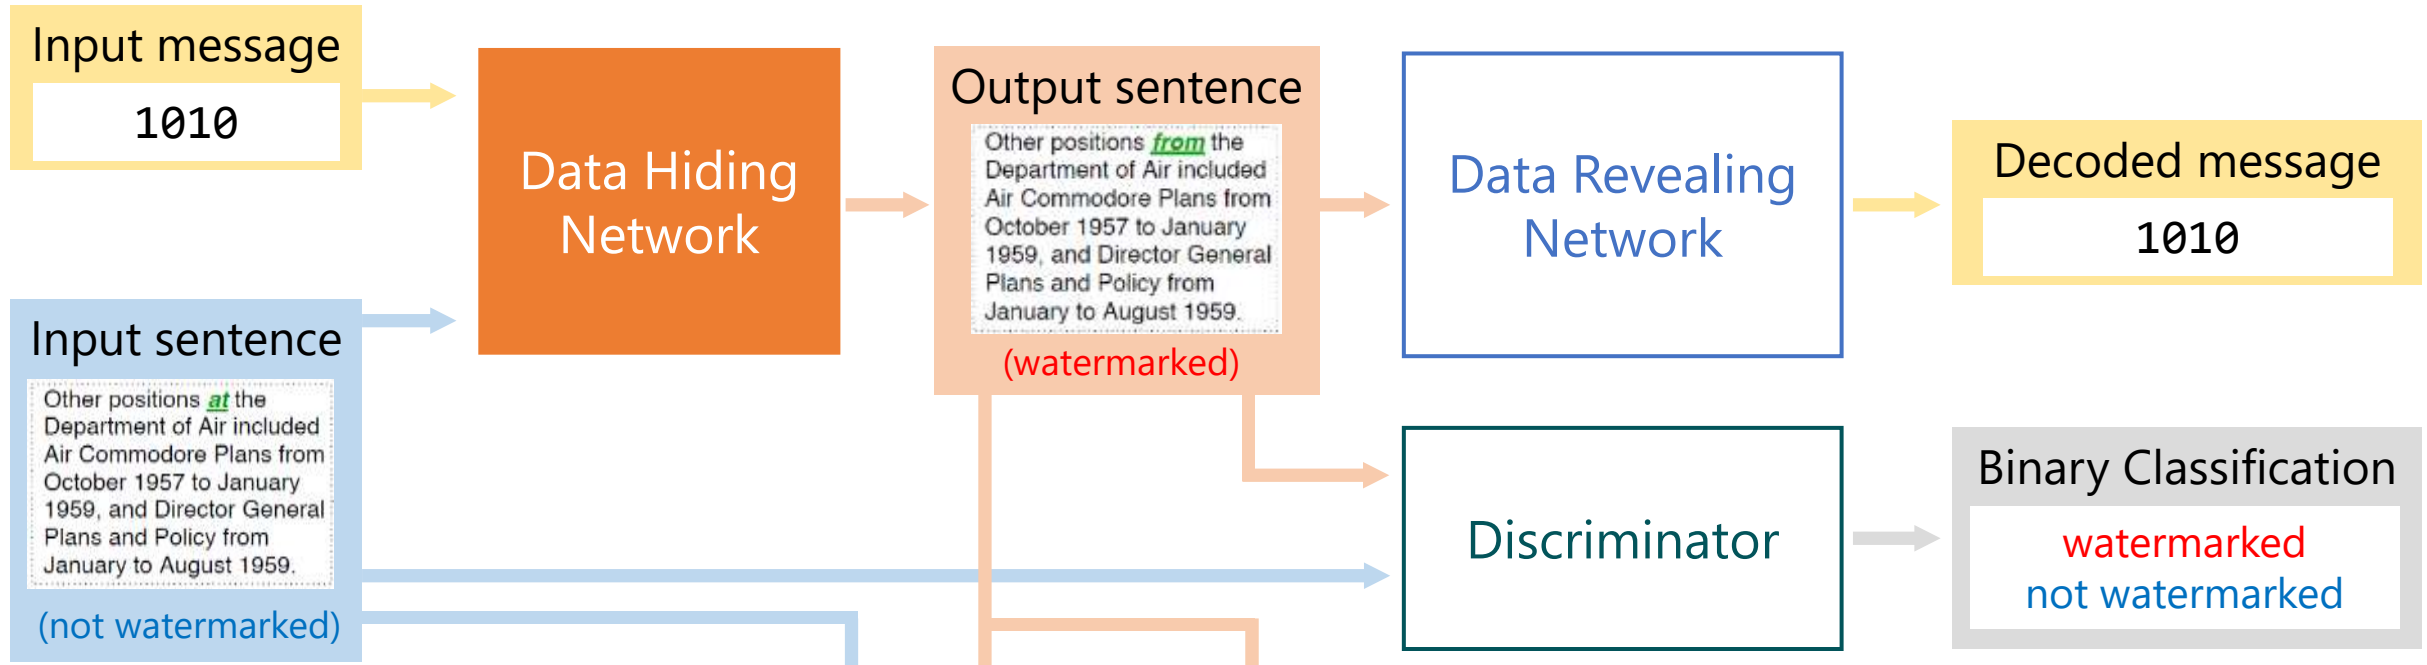 Input message
1010
Input sentence
Other positions at the
Department of Air included
Air Commodore Plans from
October 1957 to January
1959, and Director General
Plans and Policy from
January to August 1959.
(not watermarked)
Data Hiding
Network
Output sentence
Other positions from the
Department of Air included
Air Commodore Plans from
October 1957 to January
1959, and Director General
Plans and Policy from
January to August 1959.
(watermarked)
Data Revealing
Network
Discriminator
Decoded message
1010
Binary Classification
watermarked
not watermarked